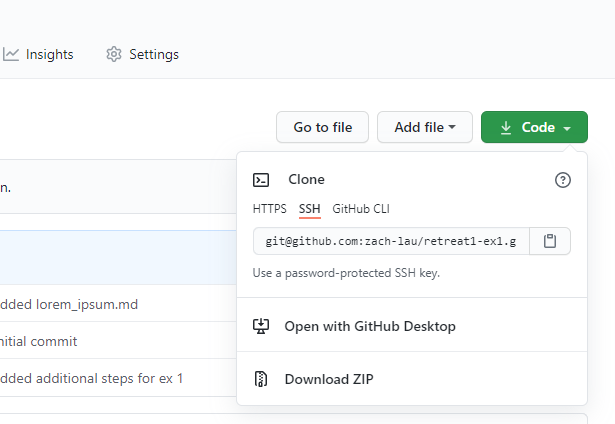 Insights Settings
Go to file Add file Code
n.
Clone
HTTPS SSH GitHub CLI
git@github.com:zach-lau/retreat1-ex1.g
Use a password-protected SSH key.
dded lorem_ipsum.md
Open with GitHub Desktop
nitial commit
dded additional steps for ex 1
Download ZIP